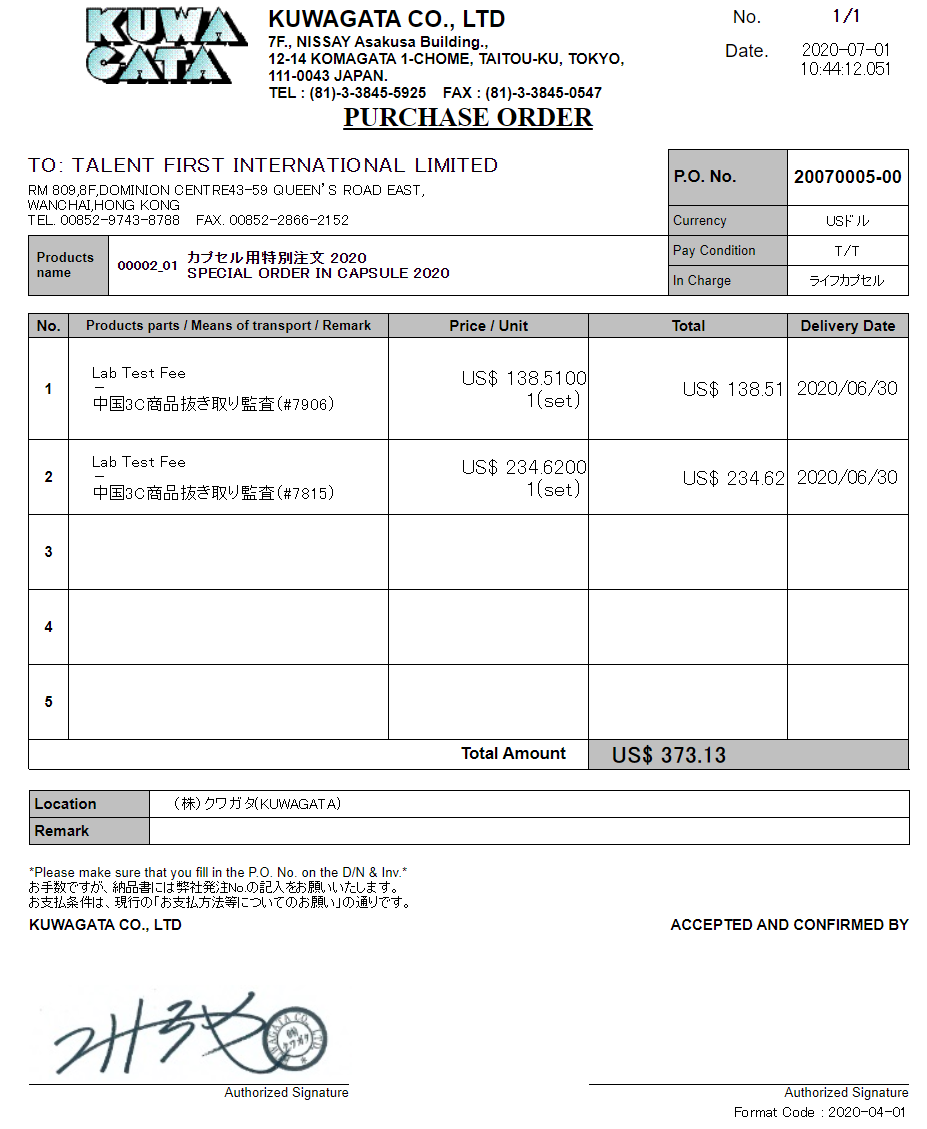 KUWA
GATA
KUWAGATA CO., LTD
7F., NISSAY Asakusa Building.,
12-14 KOMAGATA 1-CHOME, TAITOU-KU, TOKYO,
111-0043 JAPAN.
TEL : (81)-3-3845-5925 FAX : (81)-3-3845-0547
No. 1/1
Date. 2020-07-01
10:44:12.051
PURCHASE ORDER
TO: TALENT FIRST INTERNATIONAL LIMITED
RM 809,8F,DOMINION CENTRE43-59 QUEEN'S ROAD EAST,
WANCHAI,HONG KONG
TEL. 00852-9743-8788 FAX. 00852-2866-2152
P.O. No. 20070005-00
Currency USドル
Pay Condition T/T
In Charge ライフカプセル
Products name 00002_01 カプセル用特別注文 2020
SPECIAL ORDER IN CAPSULE 2020
No. Products parts / Means of transport / Remark Price / Unit Total Delivery Date
1 Lab Test Fee US$ 138.5100 US$ 138.51 2020/06/30
–
中国3C商品抜き取り監査(#7906) 1(set)
2 Lab Test Fee US$ 234.6200 US$ 234.62 2020/06/30
–
中国3C商品抜き取り監査(#7815) 1(set)
3
4
5
Total Amount US$ 373.13
Location (株)クワガタ(KUWAGATA)
Remark
*Please make sure that you fill in the P.O. No. on the D/N & Inv.*
お手数ですが、納品書には弊社発注No.の記入をお願いいたします。
お支払条件は、現行の「お支払方法等についてのお願い」の通りです。
KUWAGATA CO., LTD ACCEPTED AND CONFIRMED BY
KUWAGATA CO., LTD.
Authorized Signature Authorized Signature
Format Code : 2020-04-01